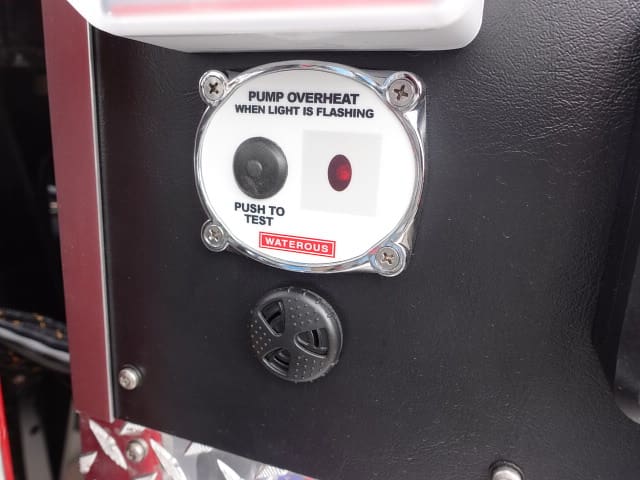 PUMP OVERHEAT
WHEN LIGHT IS FLASHING
PUSH TO
TEST
WATEROUS